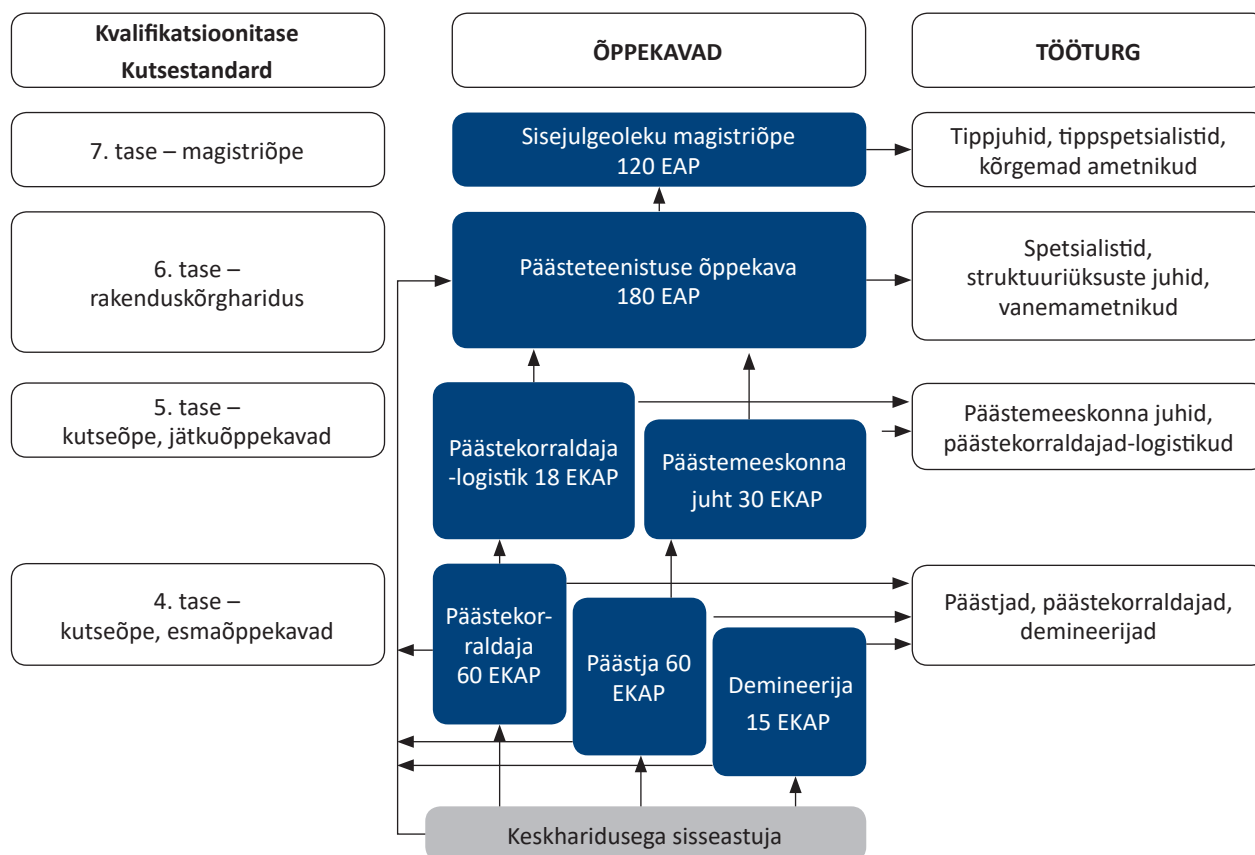 Kvalifikatsioonitase
Kutsestandard
ÕPPEKAVAD
TÖÖTURG
7. tase – magistriõpe
Sisejulgeoleku magistriõpe
120 EAP
Tippjuhid, tippspetsialistid,
kõrgemad ametnikud
6. tase –
rakenduskõrgharidus
Päästeteenistuse õppekava
180 EAP
Spetsialistid,
struktuuriüksuste juhid,
vanemametnikud
5. tase –
kutseõpe, jätkuõppekavad
Päästekorraldaja
-logistik 18 EKAP
Päästemeeskonna
juht 30 EKAP
Päästemeeskonna juhid,
päästekorraldajad-logistikud
4. tase –
kutseõpe, esmaõppekavad
Päästekor-
raldaja
60 EKAP
Päästja 60
EKAP
Demineerija
15 EKAP
Päästjad, päästekorraldajad,
demineerijad
Keskharidusega sisseastuja